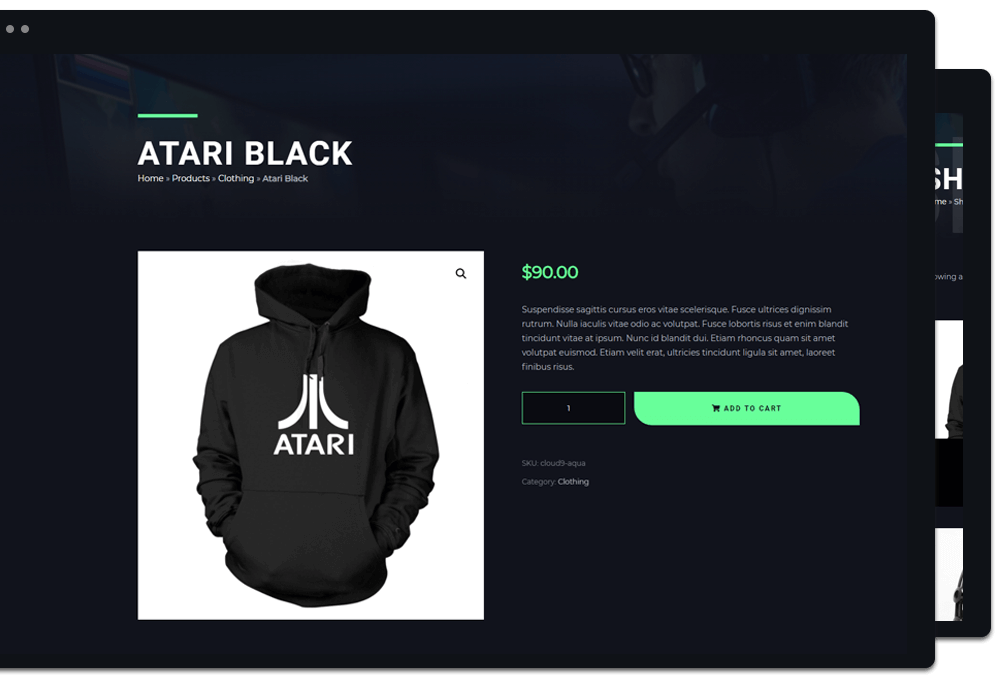 ATARI BLACK
Home » Products » Clothing » Atari Black
$90.00
Suspendisse sagittis cursus eros vitae scelerisque. Fusce ultrices dignissim
rutrum. Nulla iaculis vitae odio ac volutpat. Fusce lobortis risus et enim blandit
tincidunt vitae at ipsum. Nunc id blandit dui. Etiam rhoncus quam sit amet
volutpat euismod. Etiam velit erat, ultricies tincidunt ligula sit amet, laoreet
finibus risus.
1
ADD TO CART
SKU: cloud9-aqua
Category: Clothing
ATARI
SH
me » Sh
owing a